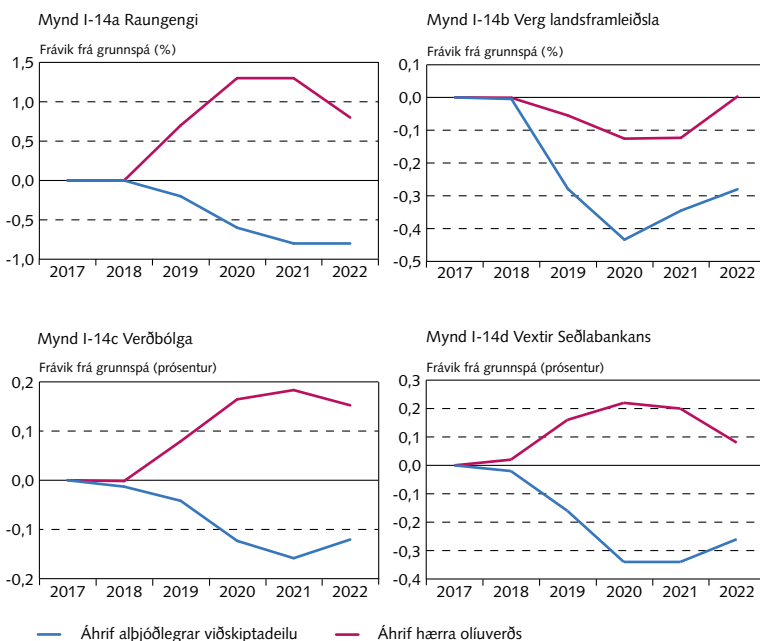 Mynd I-14a Raungengi
Frávik frá grunnspá (%)
1,5
1,0
0,5
0,0
-0,5
-1,0
2017 2018 2019 2020 2021 2022
Mynd I-14b Verg landsframleiðsla
Frávik frá grunnspá (%)
0,1
0,0
-0,1
-0,2
-0,3
-0,4
-0,5
2017 2018 2019 2020 2021 2022
Mynd I-14c Verðbólga
Frávik frá grunnspá (prósentur)
0,2
0,1
0,0
-0,1
-0,2
2017 2018 2019 2020 2021 2022
Mynd I-14d Vextir Seðlabankans
Frávik frá grunnspá (prósentur)
0,3
0,2
0,1
0,0
-0,1
-0,2
-0,3
-0,4
2017 2018 2019 2020 2021 2022
Áhrif alþjóðlegrar viðskiptadeilu Áhrif hærra olíuverðs